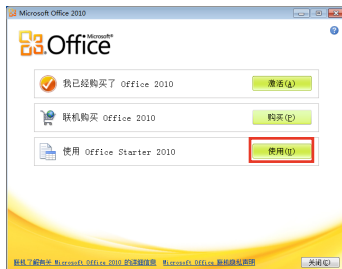 Microsoft Office 2010
Microsoft®
Office
我已经购买了 Office 2010
激活(A)
联机购买 Office 2010
购买(P)
使用 Office Starter 2010
使用(U)
联机了解有关 Microsoft Office 2010 的详细信息 Microsoft Office 联机隐私声明
关闭(C)